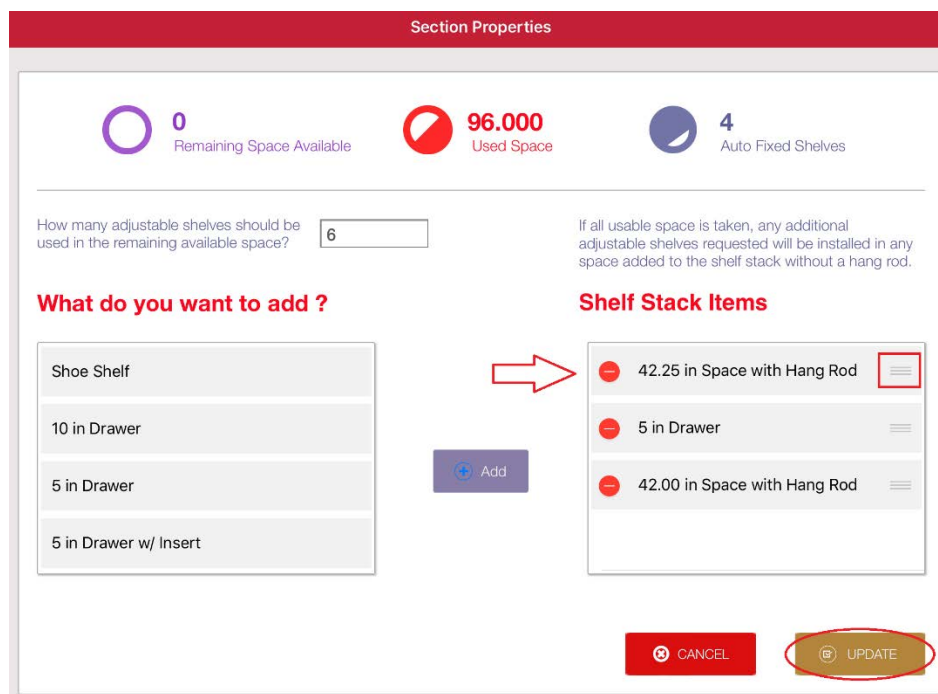 Section Properties
0
Remaining Space Available
96.000
Used Space
4
Auto Fixed Shelves
How many adjustable shelves should be
used in the remaining available space?
6
If all usable space is taken, any additional
adjustable shelves requested will be installed in any
space added to the shelf stack without a hang rod.
What do you want to add ?
Shoe Shelf
10 in Drawer
5 in Drawer
5 in Drawer w/ Insert
Add
Shelf Stack Items
42.25 in Space with Hang Rod
5 in Drawer
42.00 in Space with Hang Rod
CANCEL
UPDATE